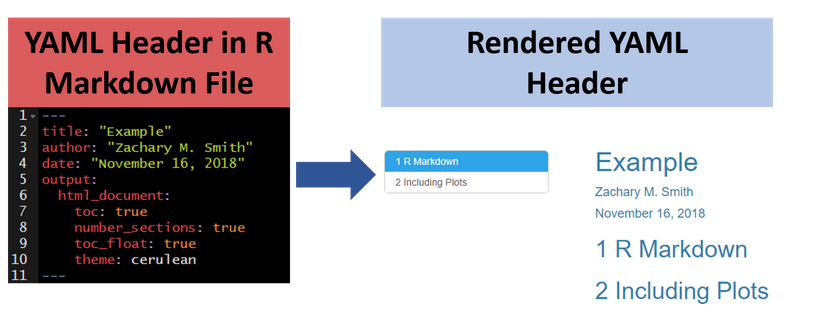 YAML Header in R
Markdown File
1 ---
2 title: "Example"
3 author: "Zachary M. Smith"
4 date: "November 16, 2018"
5 output:
6   html_document:
7     toc: true
8     number_sections: true
9     toc_float: true
10     theme: cerulean
11 ---
Rendered YAML
Header
1 R Markdown
2 Including Plots
Example
Zachary M. Smith
November 16, 2018
1 R Markdown
2 Including Plots